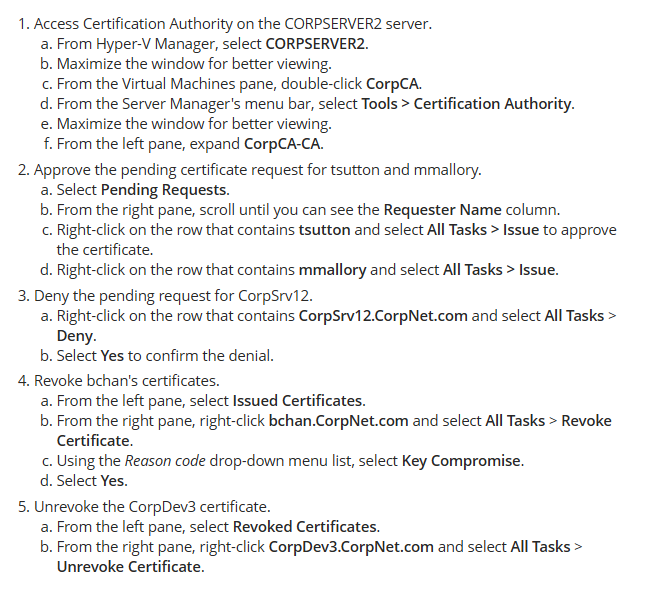 1. Access Certification Authority on the CORPSERVER2 server.
a. From Hyper-V Manager, select CORPSERVER2.
b. Maximize the window for better viewing.
c. From the Virtual Machines pane, double-click CorpCA.
d. From the Server Manager's menu bar, select Tools > Certification Authority.
e. Maximize the window for better viewing.
f. From the left pane, expand CorpCA-CA.
2. Approve the pending certificate request for tsutton and mmallory.
a. Select Pending Requests.
b. From the right pane, scroll until you can see the Requester Name column.
c. Right-click on the row that contains tsutton and select All Tasks > Issue to approve
the certificate.
d. Right-click on the row that contains mmallory and select All Tasks > Issue.
3. Deny the pending request for CorpSrv12.
a. Right-click on the row that contains CorpSrv12.CorpNet.com and select All Tasks >
Deny.
b. Select Yes to confirm the denial.
4. Revoke bchan's certificates.
a. From the left pane, select Issued Certificates.
b. From the right pane, right-click bchan.CorpNet.com and select All Tasks > Revoke
Certificate.
c. Using the Reason code drop-down menu list, select Key Compromise.
d. Select Yes.
5. Unrevoke the CorpDev3 certificate.
a. From the left pane, select Revoked Certificates.
b. From the right pane, right-click CorpDev3.CorpNet.com and select All Tasks >
Unrevoke Certificate.